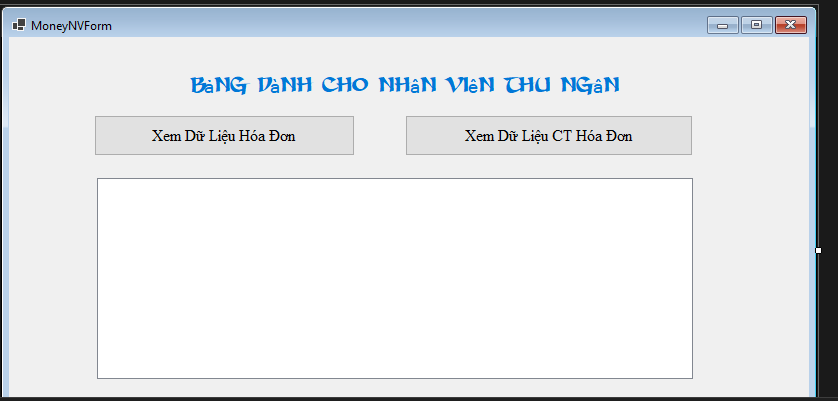 MoneyNVForm
BẢNG DÀNH CHO NHÂN VIÊN THU NGÂN
Xem Dữ Liệu Hóa Đơn
Xem Dữ Liệu CT Hóa Đơn